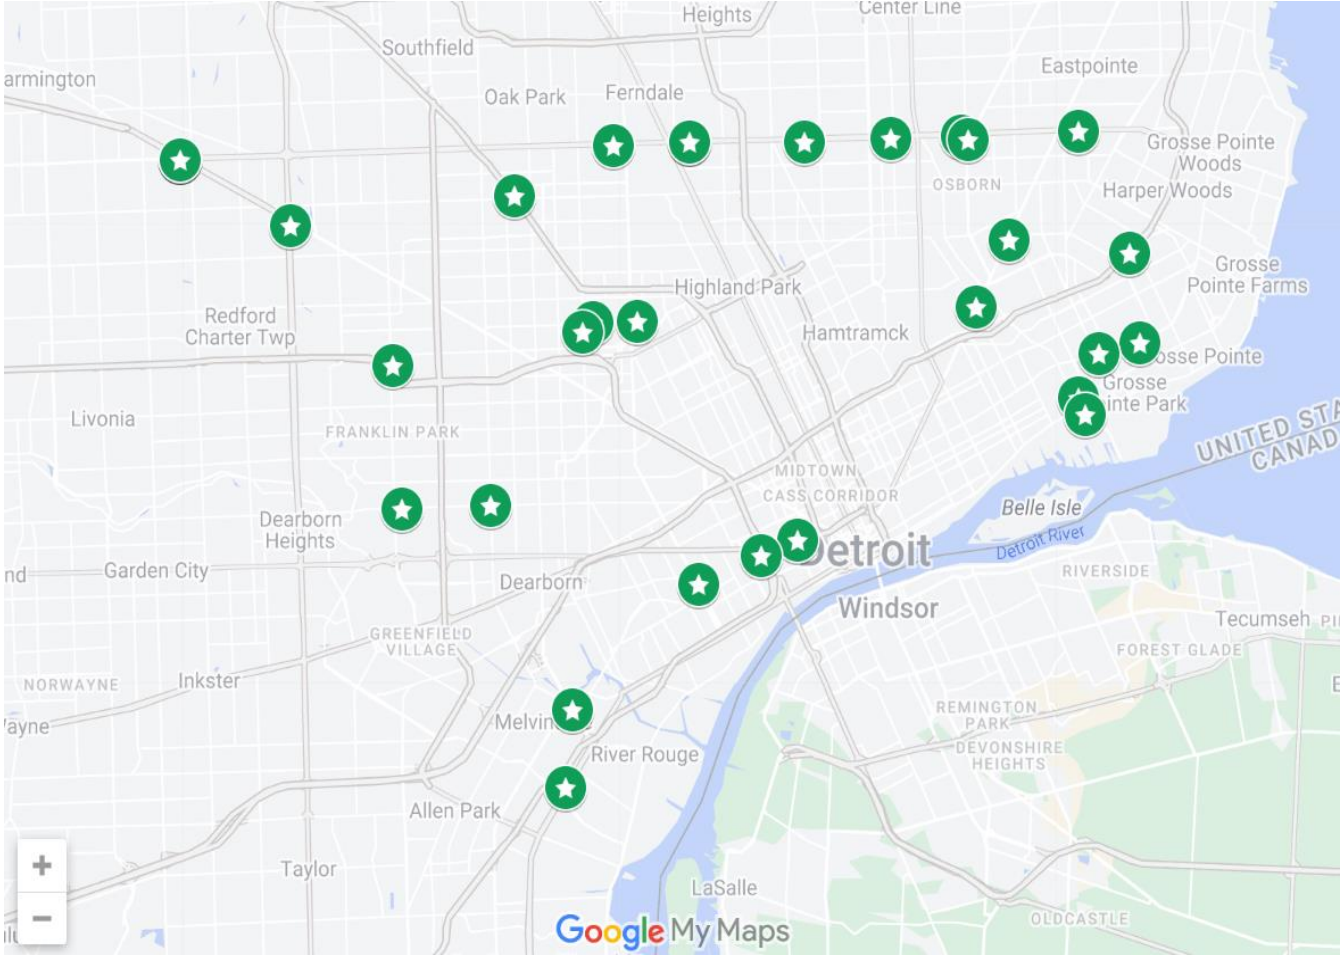 Heights
Center Line
Southfield
Eastpointe
armington
Oak Park
Ferndale
Grosse Pointe
Woods
OSBORN
Harper Woods
Grosse
Pointe Farms
Highland Park
Redford
Charter Twp
Hamtramck
osse Pointe
Grosse
inte Park
Livonia
FRANKLIN PARK
UNITED STA
CANAD
MIDTOWN
CASS CORRIDOR
Belle Isle
Dearborn
Heights
Detroit River
Detroit
nd
Garden City
Dearborn
RIVERSIDE
Windsor
Tecumseh
GREENFIELD
VILLAGE
FOREST GLADE
NORWAYNE
Inkster
REMINGTON
PARK
Melvin
ayne
River Rouge
DEVONSHIRE
HEIGHTS
Allen Park
+
Taylor
LaSalle
−
OLDCASTLE
Google My Maps